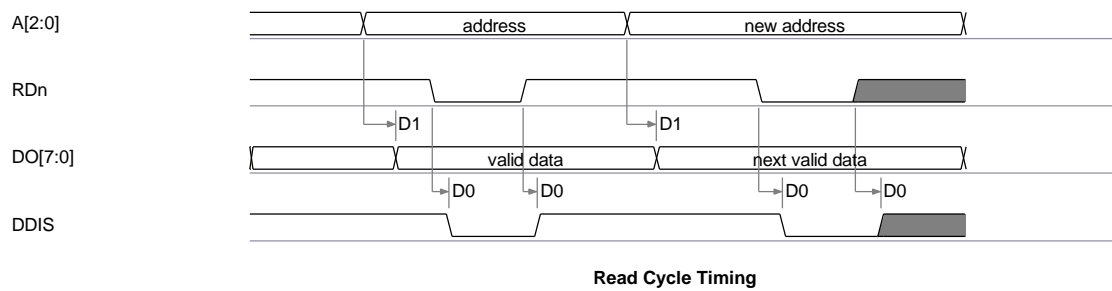 A[2:0]
address
new address
RDn
D1
D1
DO[7:0]
valid data
next valid data
D0
D0
D0
D0
DDIS
Read Cycle Timing